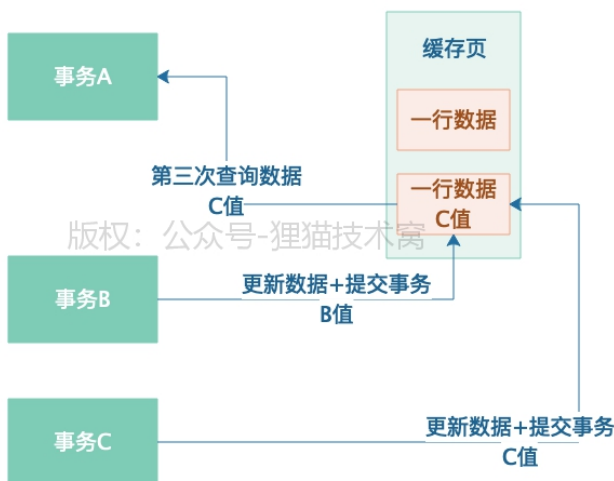 缓存页
事务A
一行数据
第三次查询数据
C值
一行数据
C值
版权：公众号-狸猫技术窝
事务B
更新数据+提交事务
B值
事务C
更新数据+提交事务
C值